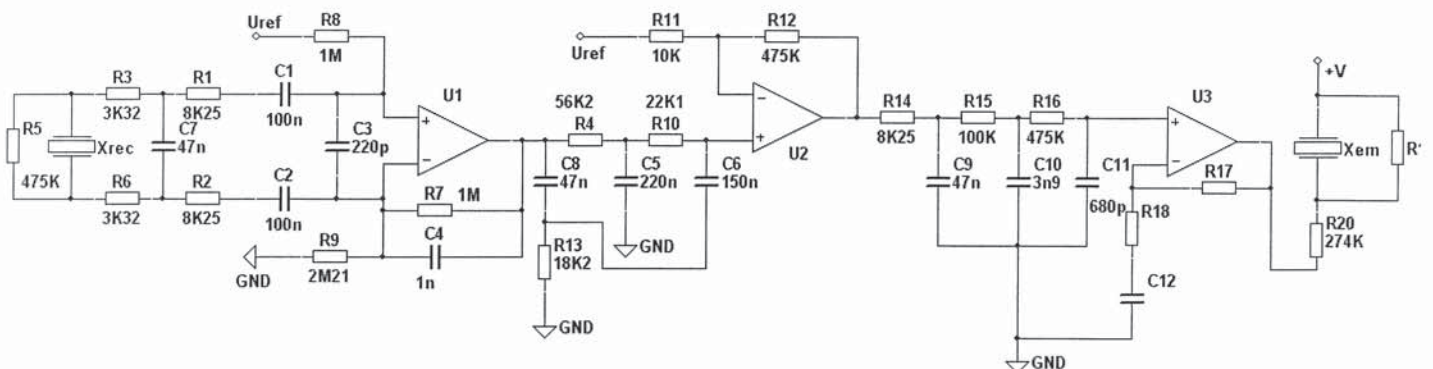 Uref
R8
1M
R11
10K
R12
475K
Uref
+V
R3
3K32
R1
8K25
C1
100n
U1
R5
475K
Xrec
C7
47n
C3
220p
R6
3K32
R2
8K25
C2
100n
56K2
R4
22K1
R10
U2
R14
8K25
R15
100K
R16
475K
U3
Xem
C8
47n
C5
220n
C6
150n
C9
47n
C10
3n9
C11
680p
R17
R18
R20
274K
R7
1M
R9
2M21
C4
1n
R13
18K2
GND
GND
GND
C12
GND